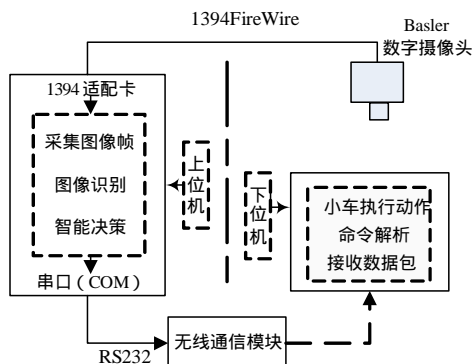 1394FireWire
Basler
数字摄像头
1394适配卡
采集图像帧
图像识别
智能决策
串口（COM）
上位机
下位机
小车执行动作
命令解析
接收数据包
RS232
无线通信模块